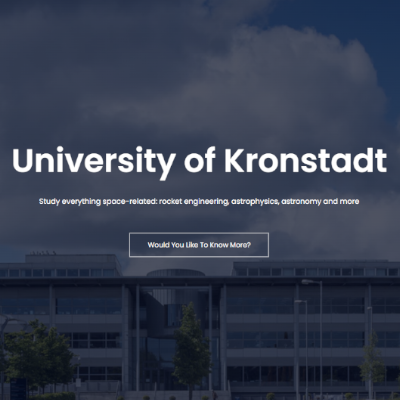 University of Kronstadt
Study everything space-related: rocket engineering, astrophysics, astronomy and more
Would You Like To Know More?